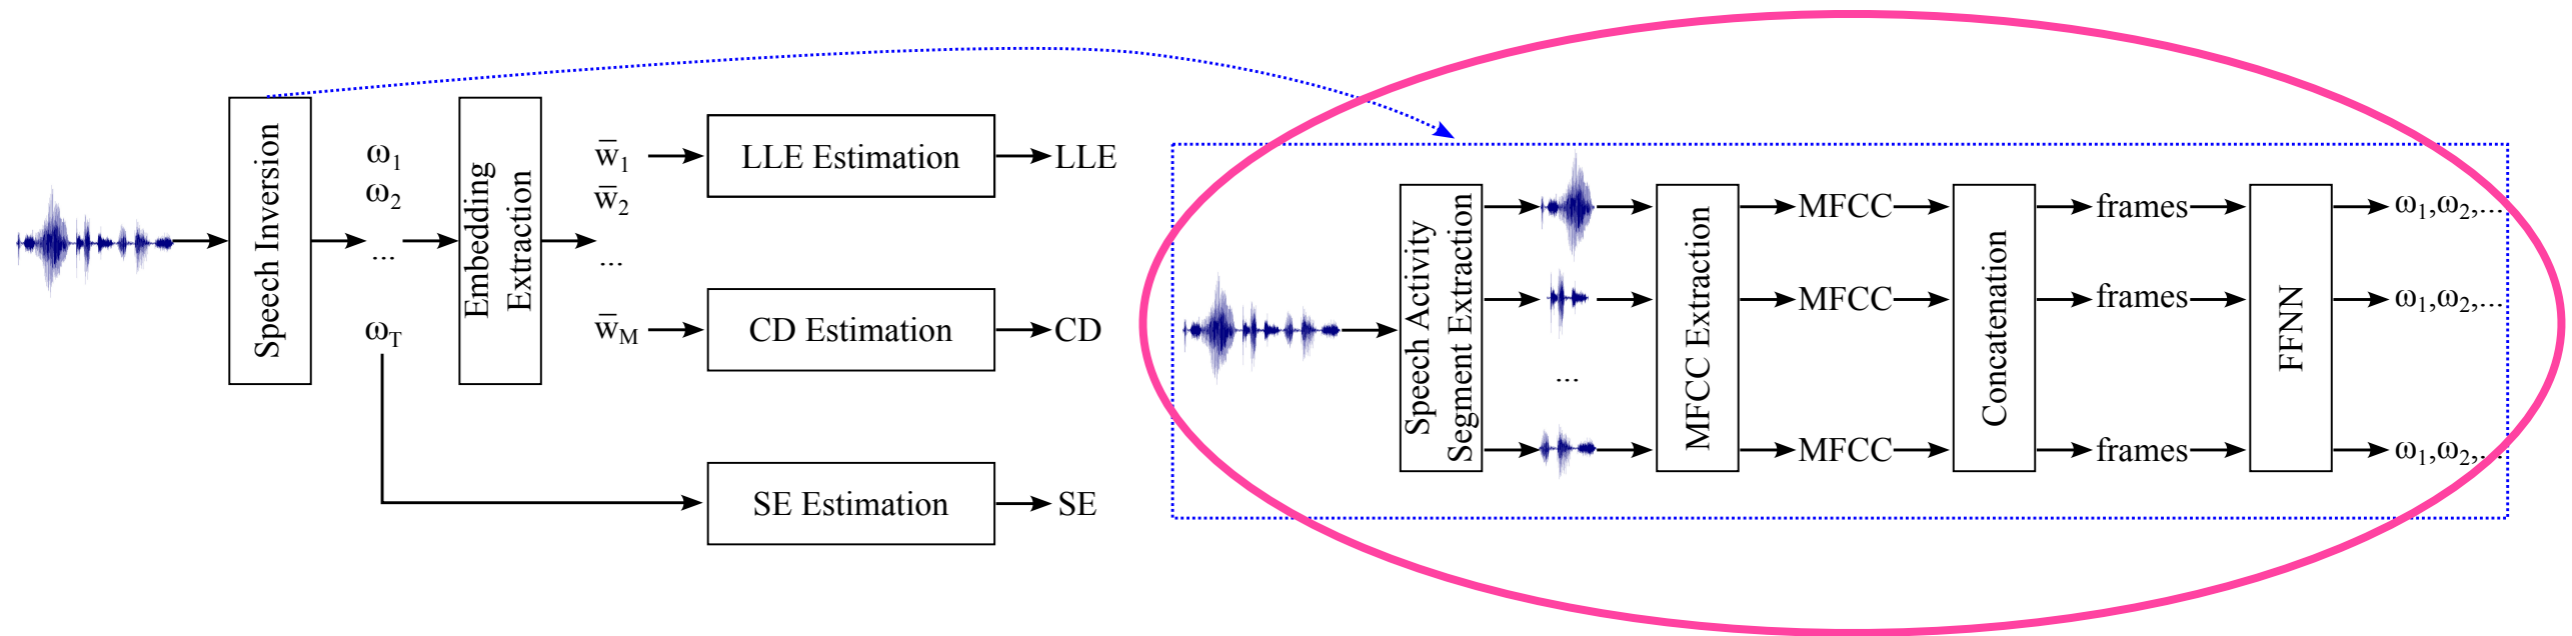 Speech Inversion
ω1
ω2
...
ωT
Embedding
Extraction
w̅1
w̅2
...
w̅M
LLE Estimation
LLE
CD Estimation
CD
SE Estimation
SE
Speech Activity
Segment Extraction
...
MFCC Extraction
MFCC
MFCC
MFCC
Concatenation
frames
frames
frames
FFNN
ω1,ω2,...
ω1,ω2,...
ω1,ω2,...